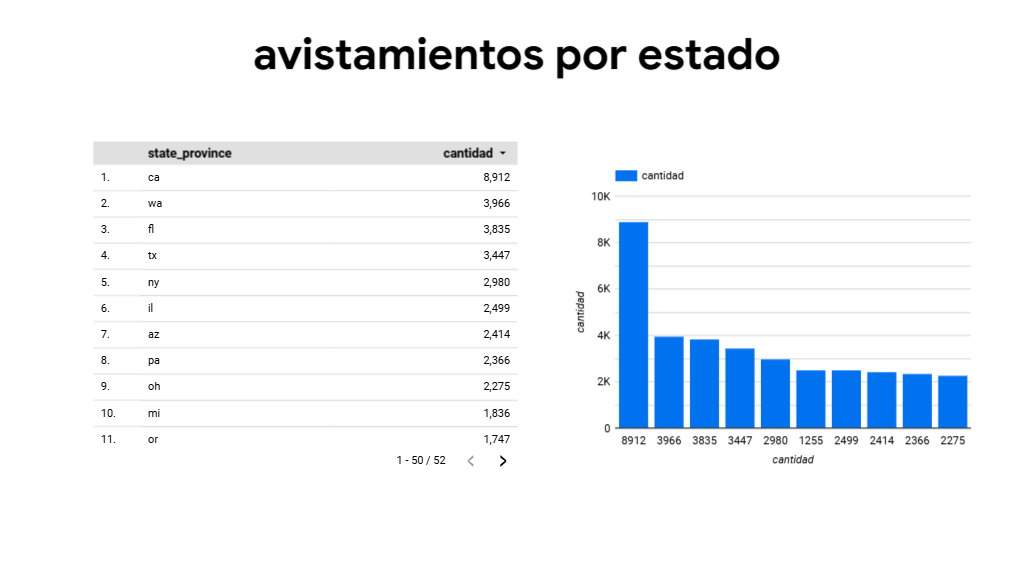 avistamientos por estado
state_province cantidad
1. ca 8,912
2. wa 3,966
3. fl 3,835
4. tx 3,447
5. ny 2,980
6. il 2,499
7. az 2,414
8. pa 2,366
9. oh 2,275
10. mi 1,836
11. or 1,747
1 - 50 / 52
cantidad
10K
8K
6K
4K
2K
0
cantidad
8912 3966 3835 3447 2980 1255 2499 2414 2366 2275
cantidad